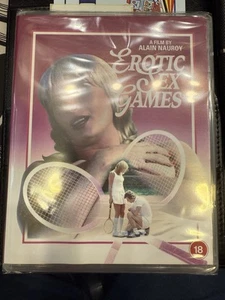 A FILM BY
ALAIN NAUROY
EROTIC
SEX
GAMES
18